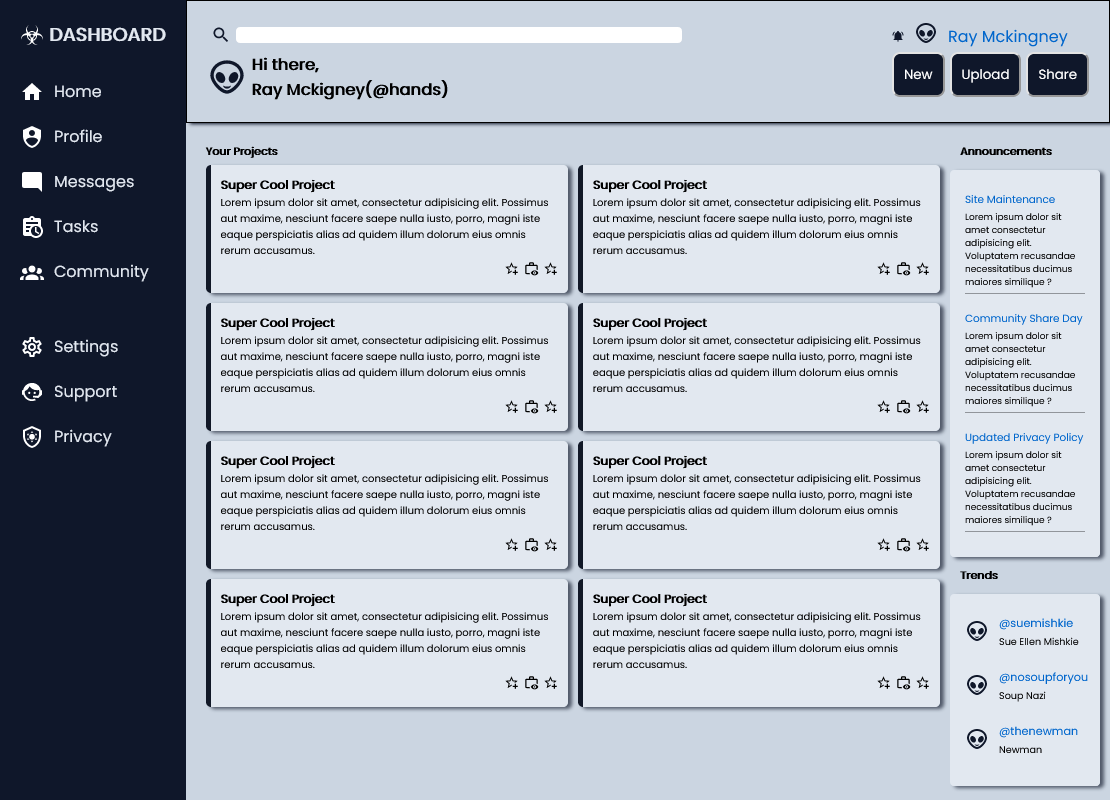 DASHBOARD
Home
Profile
Messages
Tasks
Community
Settings
Support
Privacy
Ray Mckingney
Hi there,
Ray Mckigney(@hands)
New
Upload
Share
Your Projects
Super Cool Project
Lorem ipsum dolor sit amet, consectetur adipisicing elit. Possimus
aut maxime, nesciunt facere saepe nulla iusto, porro, magni iste
eaque perspiciatis alias ad quidem illum dolorum eius omnis
rerum accusamus.
Super Cool Project
Lorem ipsum dolor sit amet, consectetur adipisicing elit. Possimus
aut maxime, nesciunt facere saepe nulla iusto, porro, magni iste
eaque perspiciatis alias ad quidem illum dolorum eius omnis
rerum accusamus.
Super Cool Project
Lorem ipsum dolor sit amet, consectetur adipisicing elit. Possimus
aut maxime, nesciunt facere saepe nulla iusto, porro, magni iste
eaque perspiciatis alias ad quidem illum dolorum eius omnis
rerum accusamus.
Super Cool Project
Lorem ipsum dolor sit amet, consectetur adipisicing elit. Possimus
aut maxime, nesciunt facere saepe nulla iusto, porro, magni iste
eaque perspiciatis alias ad quidem illum dolorum eius omnis
rerum accusamus.
Super Cool Project
Lorem ipsum dolor sit amet, consectetur adipisicing elit. Possimus
aut maxime, nesciunt facere saepe nulla iusto, porro, magni iste
eaque perspiciatis alias ad quidem illum dolorum eius omnis
rerum accusamus.
Super Cool Project
Lorem ipsum dolor sit amet, consectetur adipisicing elit. Possimus
aut maxime, nesciunt facere saepe nulla iusto, porro, magni iste
eaque perspiciatis alias ad quidem illum dolorum eius omnis
rerum accusamus.
Super Cool Project
Lorem ipsum dolor sit amet, consectetur adipisicing elit. Possimus
aut maxime, nesciunt facere saepe nulla iusto, porro, magni iste
eaque perspiciatis alias ad quidem illum dolorum eius omnis
rerum accusamus.
Super Cool Project
Lorem ipsum dolor sit amet, consectetur adipisicing elit. Possimus
aut maxime, nesciunt facere saepe nulla iusto, porro, magni iste
eaque perspiciatis alias ad quidem illum dolorum eius omnis
rerum accusamus.
Announcements
Site Maintenance
Lorem ipsum dolor sit
amet consectetur
adipisicing elit.
Voluptatem recusandae
necessitatibus ducimus
maiores similique ?
Community Share Day
Lorem ipsum dolor sit
amet consectetur
adipisicing elit.
Voluptatem recusandae
necessitatibus ducimus
maiores similique ?
Updated Privacy Policy
Lorem ipsum dolor sit
amet consectetur
adipisicing elit.
Voluptatem recusandae
necessitatibus ducimus
maiores similique ?
Trends
@suemishkie
Sue Ellen Mishkie
@nosoupforyou
Soup Nazi
@thenewman
Newman